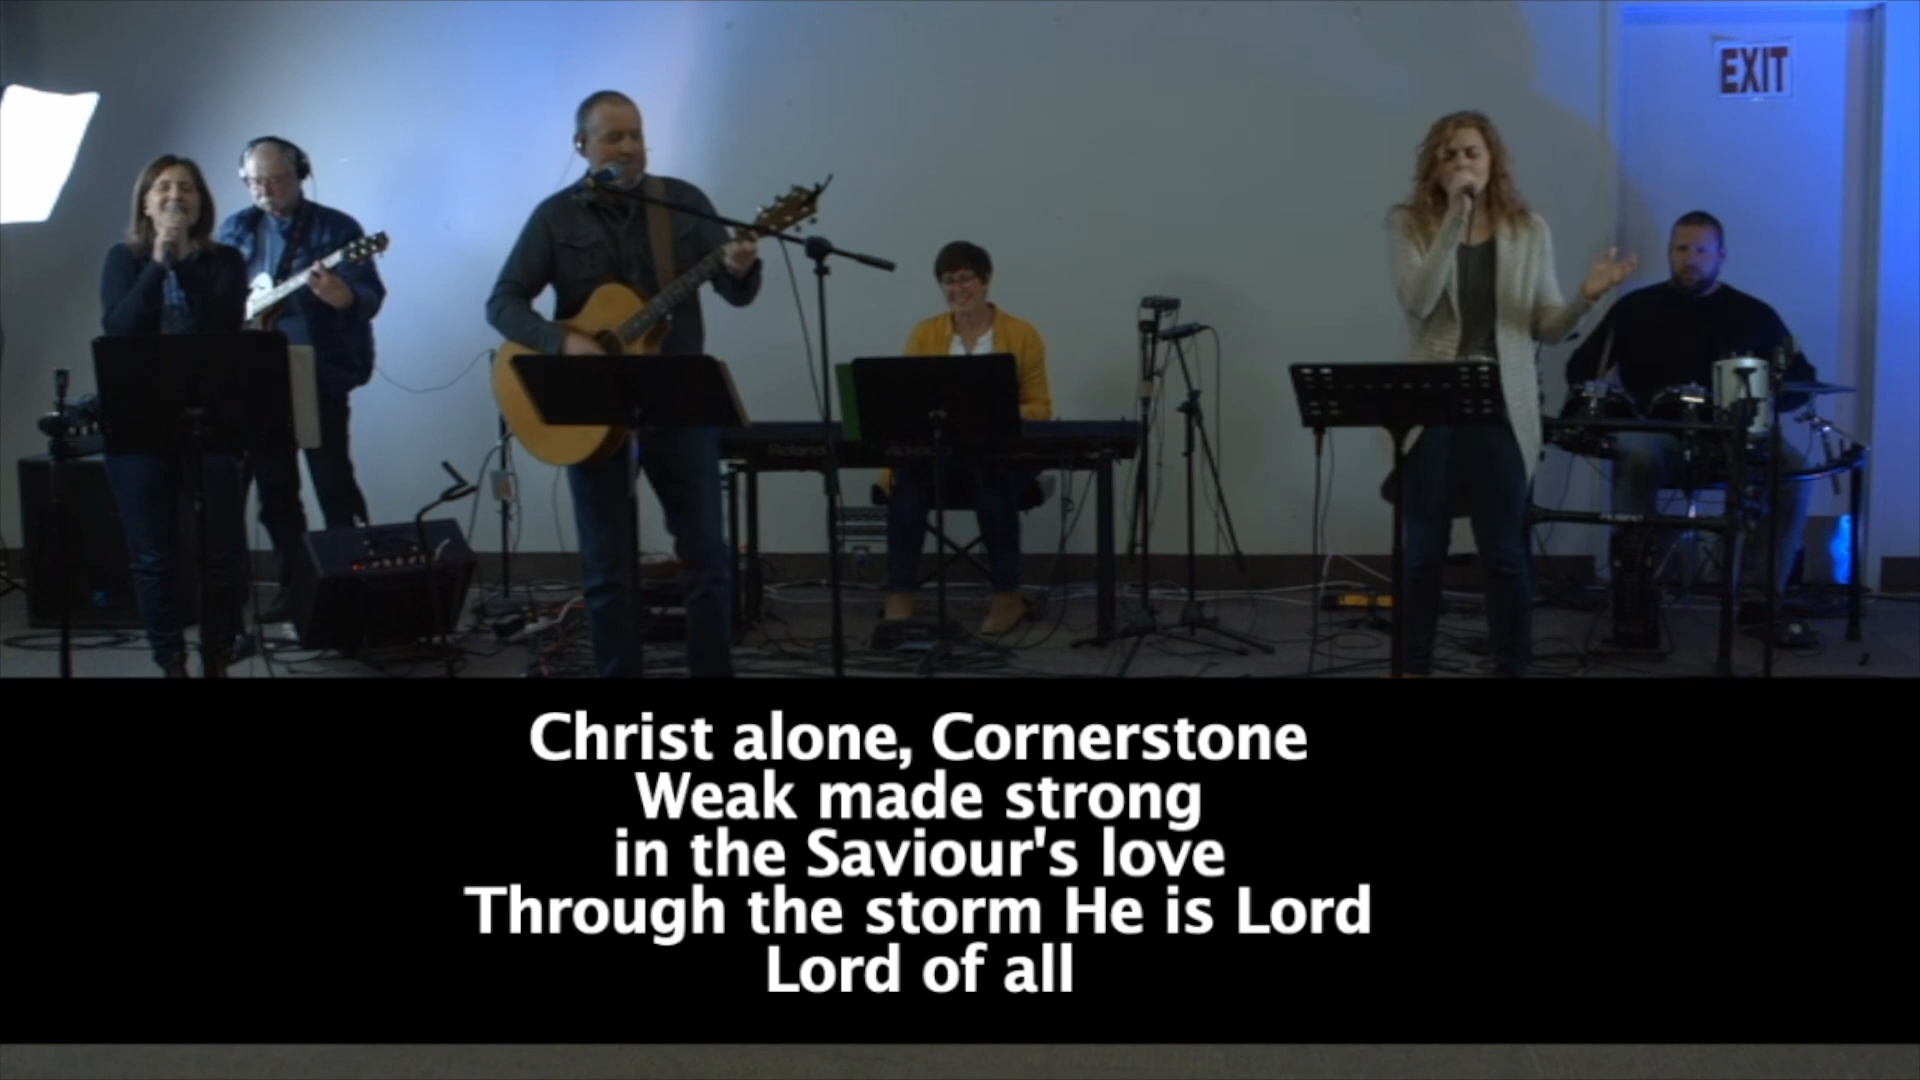 EXIT
Roland
Christ alone, Cornerstone
Weak made strong
in the Saviour's love
Through the storm He is Lord
Lord of all